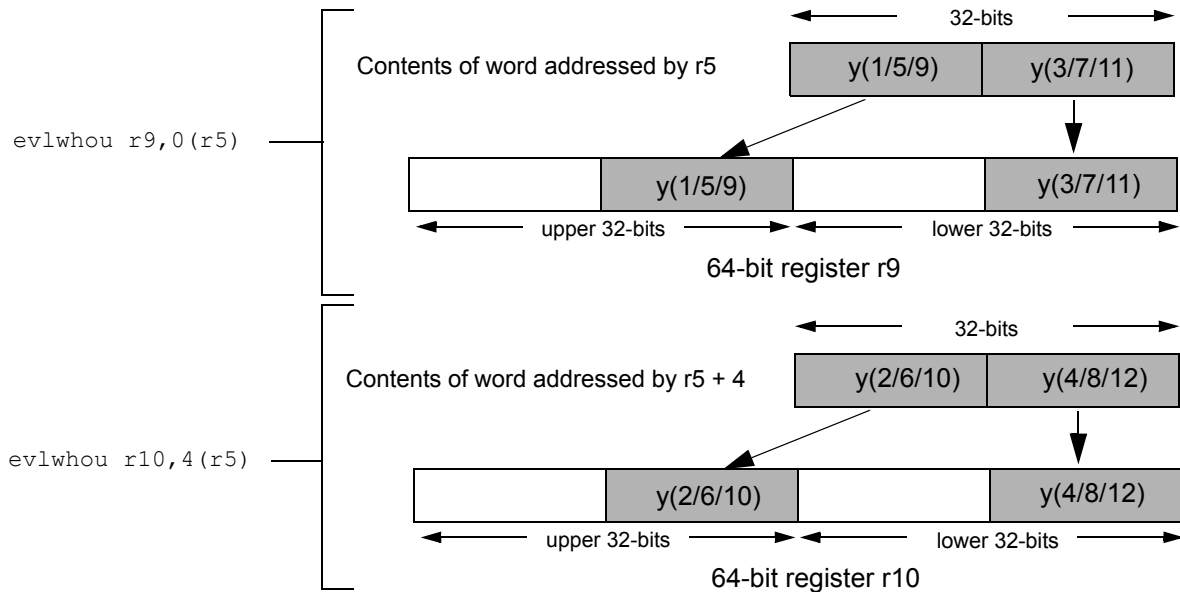 32-bits
Contents of word addressed by r5
y(1/5/9) y(3/7/11)
evlwhou r9,0(r5)
y(1/5/9) y(3/7/11)
upper 32-bits lower 32-bits
64-bit register r9
32-bits
Contents of word addressed by r5 + 4
y(2/6/10) y(4/8/12)
evlwhou r10,4(r5)
y(2/6/10) y(4/8/12)
upper 32-bits lower 32-bits
64-bit register r10